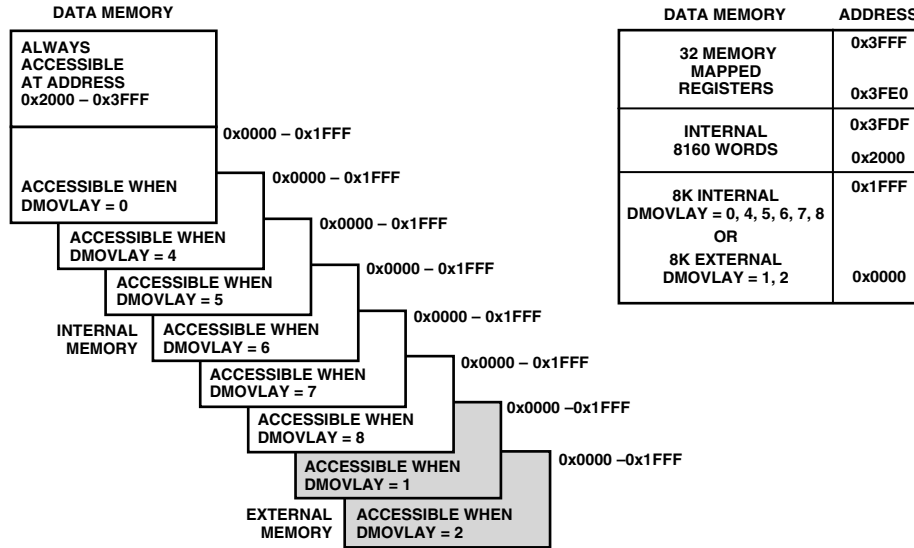 DATA MEMORY
ALWAYS
ACCESSIBLE
AT ADDRESS
0x2000 – 0x3FFF
0x0000 – 0x1FFF
ACCESSIBLE WHEN
DMOVLAY = 0
0x0000 – 0x1FFF
ACCESSIBLE WHEN
DMOVLAY = 4
0x0000 – 0x1FFF
ACCESSIBLE WHEN
DMOVLAY = 5
0x0000 – 0x1FFF
INTERNAL
MEMORY
ACCESSIBLE WHEN
DMOVLAY = 6
0x0000 – 0x1FFF
ACCESSIBLE WHEN
DMOVLAY = 7
0x0000 – 0x1FFF
ACCESSIBLE WHEN
DMOVLAY = 8
0x0000 –0x1FFF
ACCESSIBLE WHEN
DMOVLAY = 1
0x0000 –0x1FFF
EXTERNAL
MEMORY
ACCESSIBLE WHEN
DMOVLAY = 2
DATA MEMORY ADDRESS
32 MEMORY
MAPPED
REGISTERS
0x3FFF
0x3FE0
INTERNAL
8160 WORDS
0x3FDF
0x2000
8K INTERNAL
DMOVLAY = 0, 4, 5, 6, 7, 8
OR
8K EXTERNAL
DMOVLAY = 1, 2
0x1FFF
0x0000